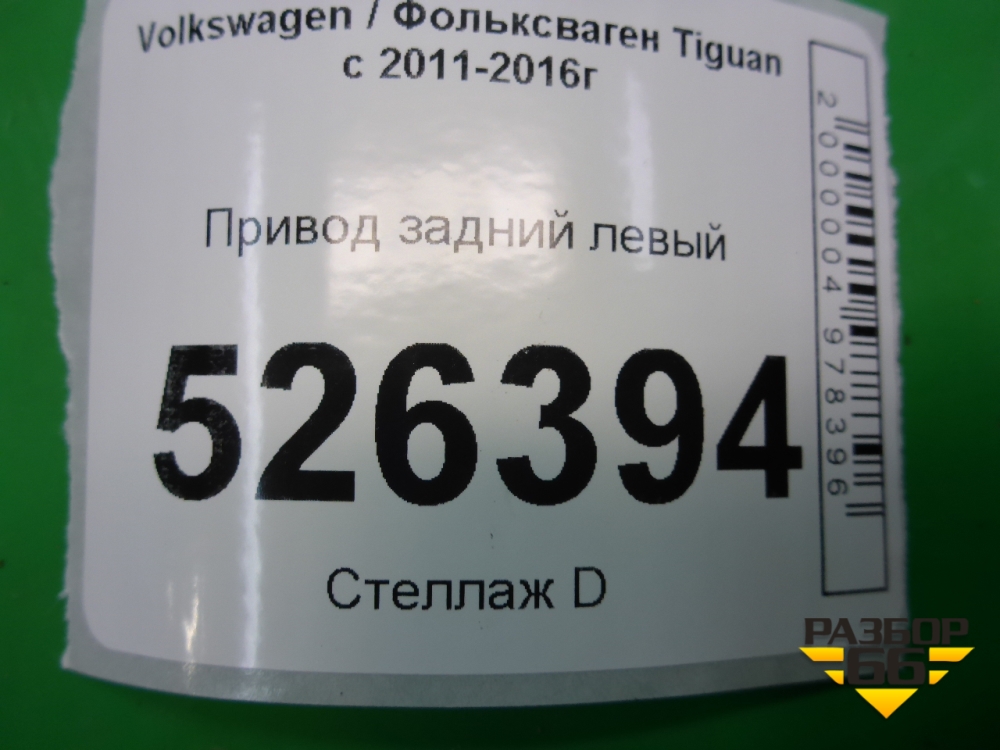 Volkswagen / Фольксваген Tiguan
с 2011-2016г
Привод задний левый
526394
Стеллаж D
2000004978396
РАЗБОР
66